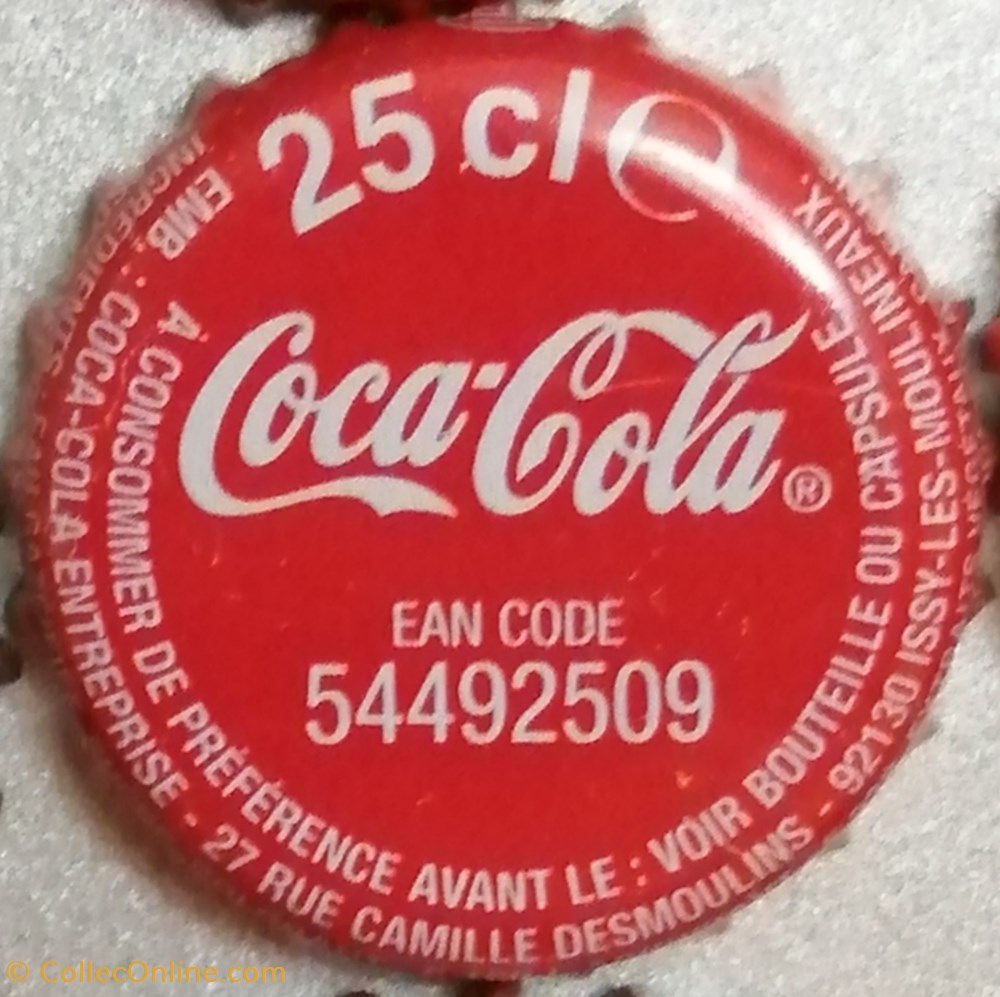 25 cl ℮
Coca-Cola®
EAN CODE
54492509
À CONSOMMER DE PRÉFÉRENCE AVANT LE : VOIR BOUTEILLE OU CAPSULE
EMB. : COCA-COLA ENTREPRISE - 27 RUE CAMILLE DESMOULINS - 92130 ISSY-LES-MOULINEAUX.
INGRÉDIENTS
© CollecOnline.com